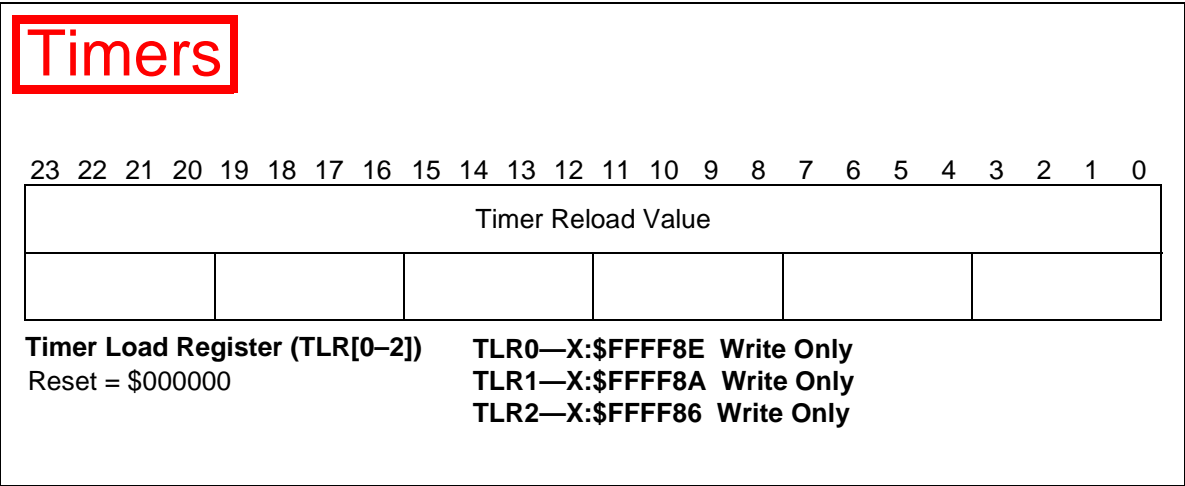 Timers
23 22 21 20 19 18 17 16 15 14 13 12 11 10 9 8 7 6 5 4 3 2 1 0
Timer Reload Value
Timer Load Register (TLR[0–2])
Reset = $000000
TLR0—X:$FFFF8E Write Only
TLR1—X:$FFFF8A Write Only
TLR2—X:$FFFF86 Write Only